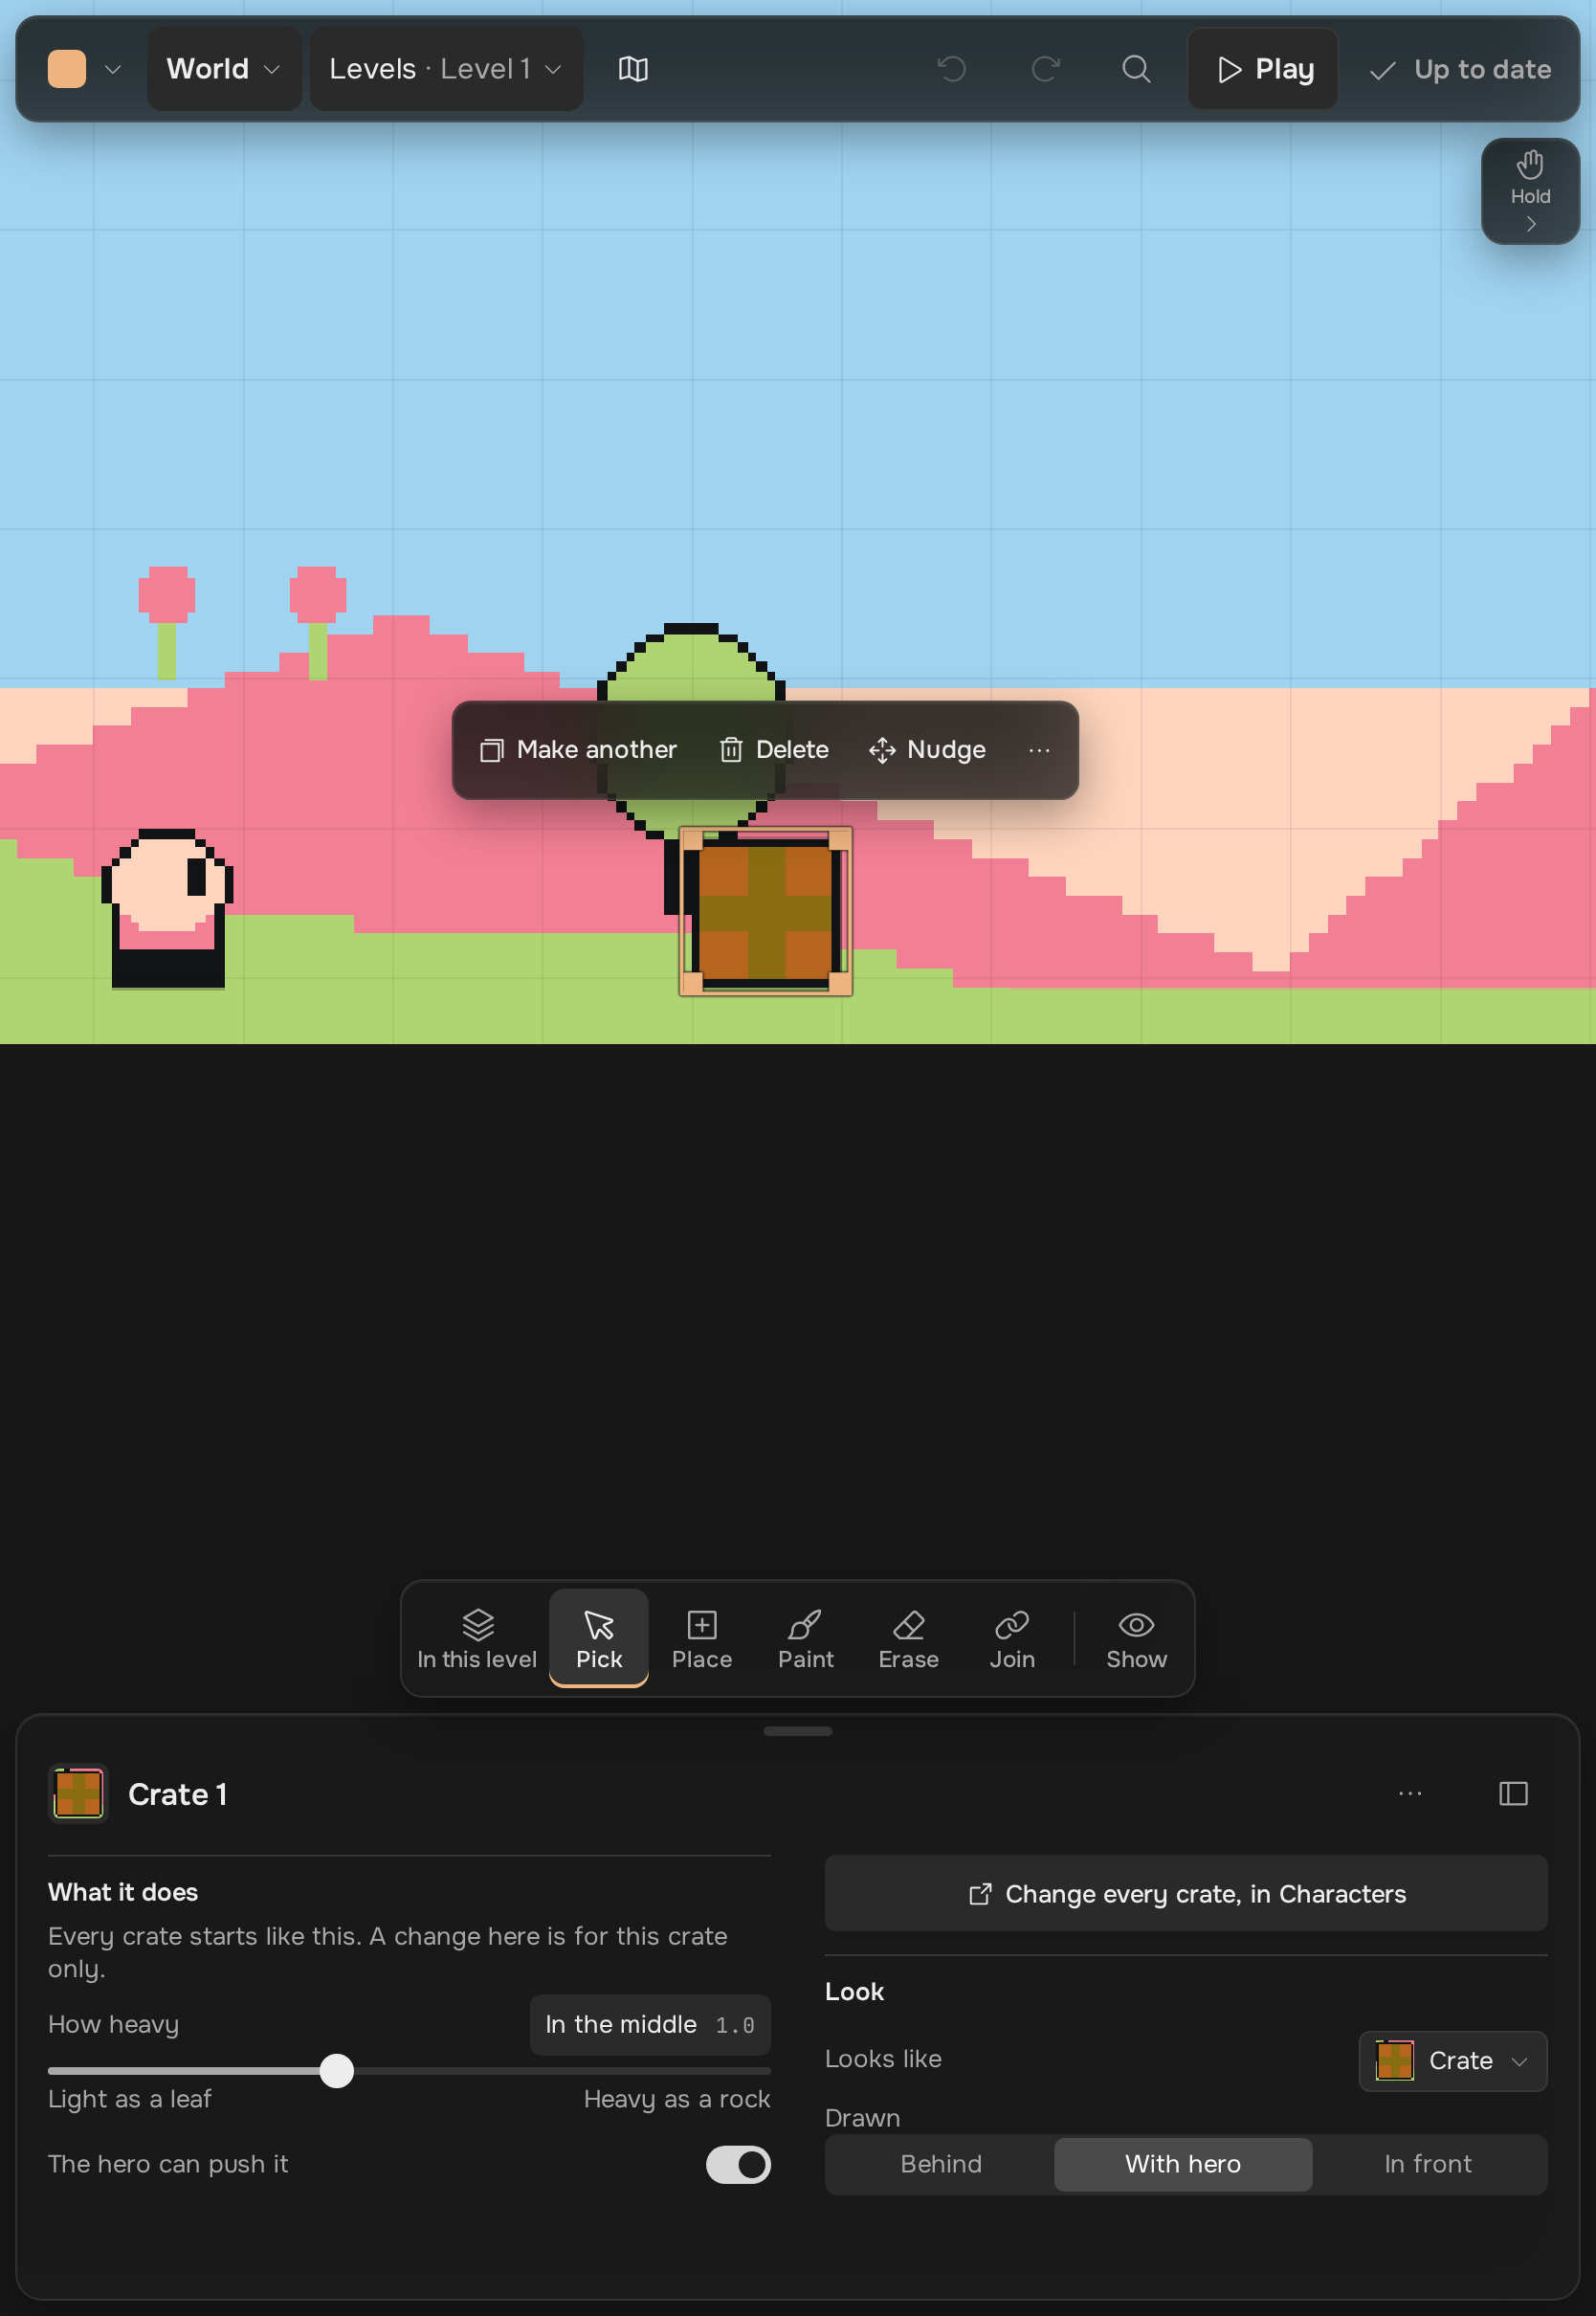 World
Levels · Level 1
Play
Up to date
Hold
Make another
Delete
Nudge
In this level
Pick
Place
Paint
Erase
Join
Show
Crate 1
What it does
Every crate starts like this. A change here is for this crate
only.
How heavy
In the middle 1.0
Light as a leaf
Heavy as a rock
The hero can push it
Change every crate, in Characters
Look
Looks like
Crate
Drawn
Behind
With hero
In front